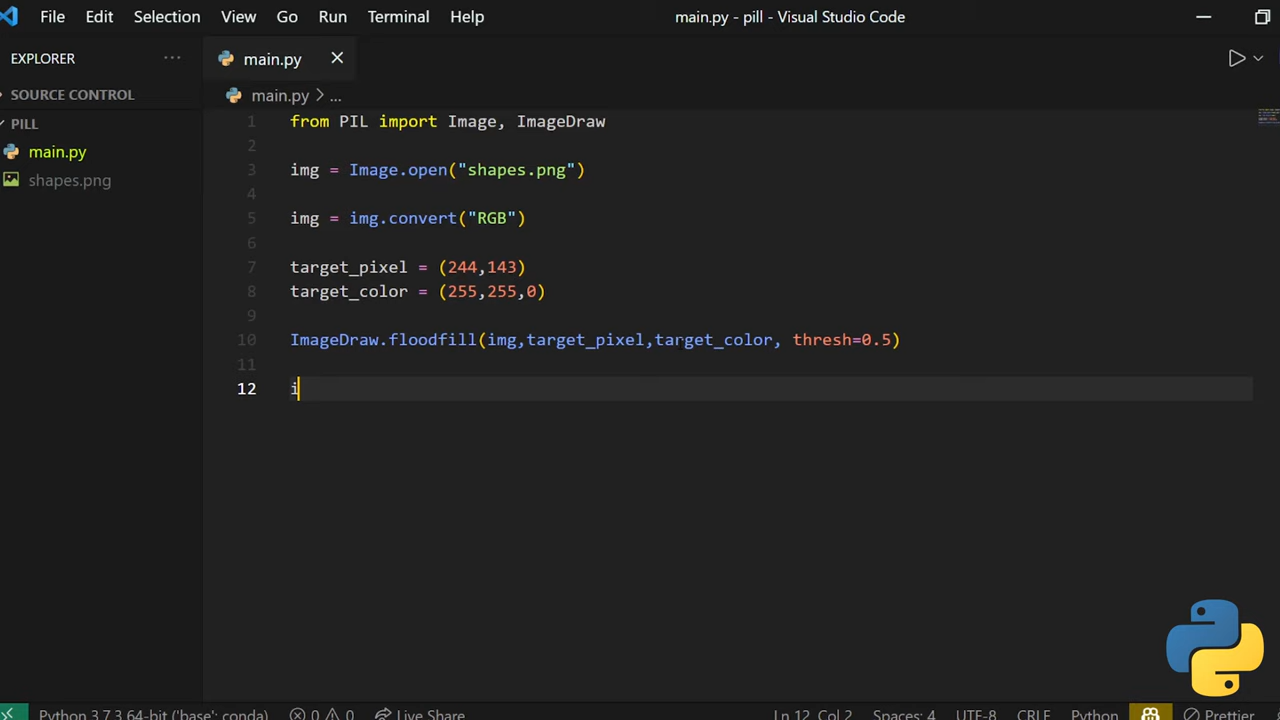 File Edit Selection View Go Run Terminal Help main.py - pill - Visual Studio Code
EXPLORER ... main.py
SOURCE CONTROL main.py > ...
PILL
main.py
shapes.png
1 from PIL import Image, ImageDraw
2
3 img = Image.open("shapes.png")
4
5 img = img.convert("RGB")
6
7 target_pixel = (244,143)
8 target_color = (255,255,0)
9
10 ImageDraw.floodfill(img,target_pixel,target_color, thresh=0.5)
11
12 i
Python 3.7.3 64-bit ('base': conda) 0 0 Live Share Ln 12, Col 2 Spaces: 4 UTF-8 CRLF Python Prettier